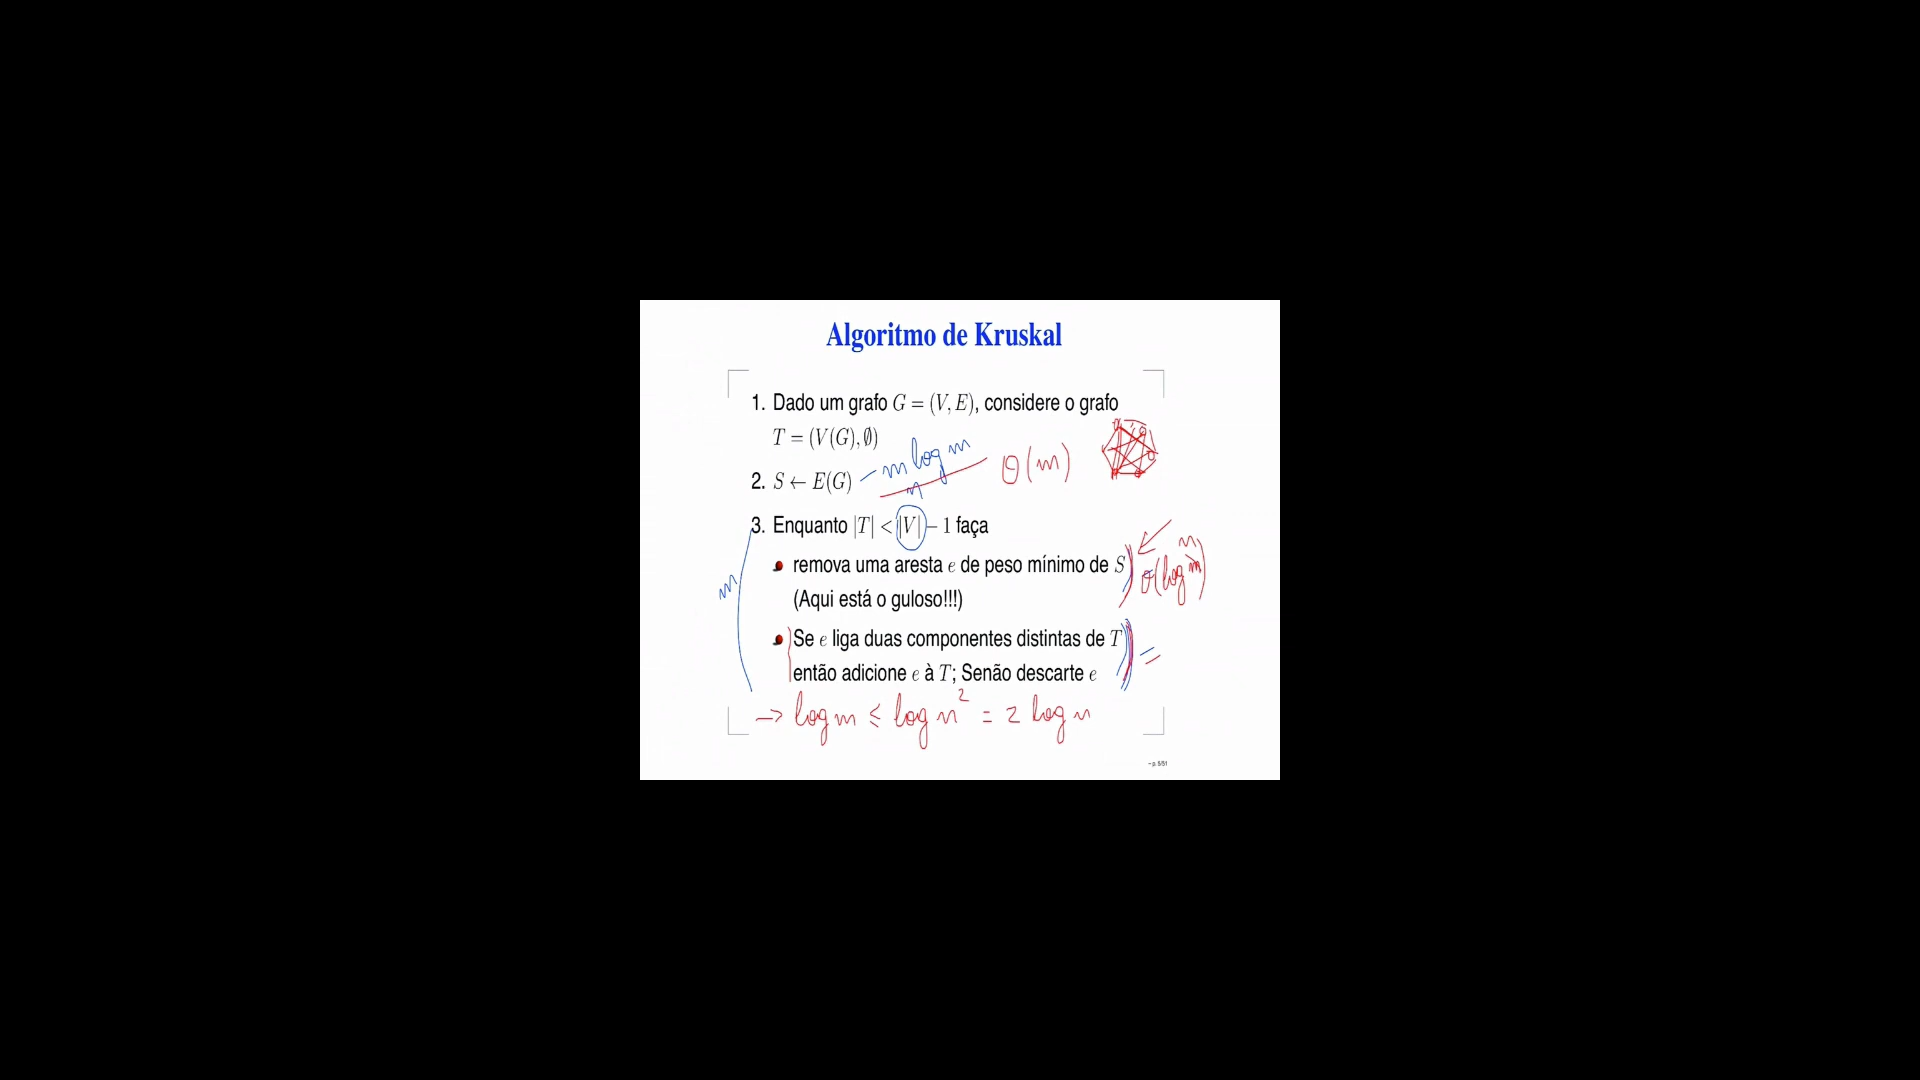 Algoritmo de Kruskal
1. Dado um grafo G = (V, E), considere o grafo
T = (V(G), ∅)
m log m
n
Θ(m)
2. S ← E(G)
3. Enquanto |T| < |V| − 1 faça
remova uma aresta e de peso mínimo de S
n
Θ(log m)
(Aqui está o guloso!!!)
m
Se e liga duas componentes distintas de T
então adicione e à T; Senão descarte e
=
→ log m ≤ log n² = 2 log n
– p. 5/51